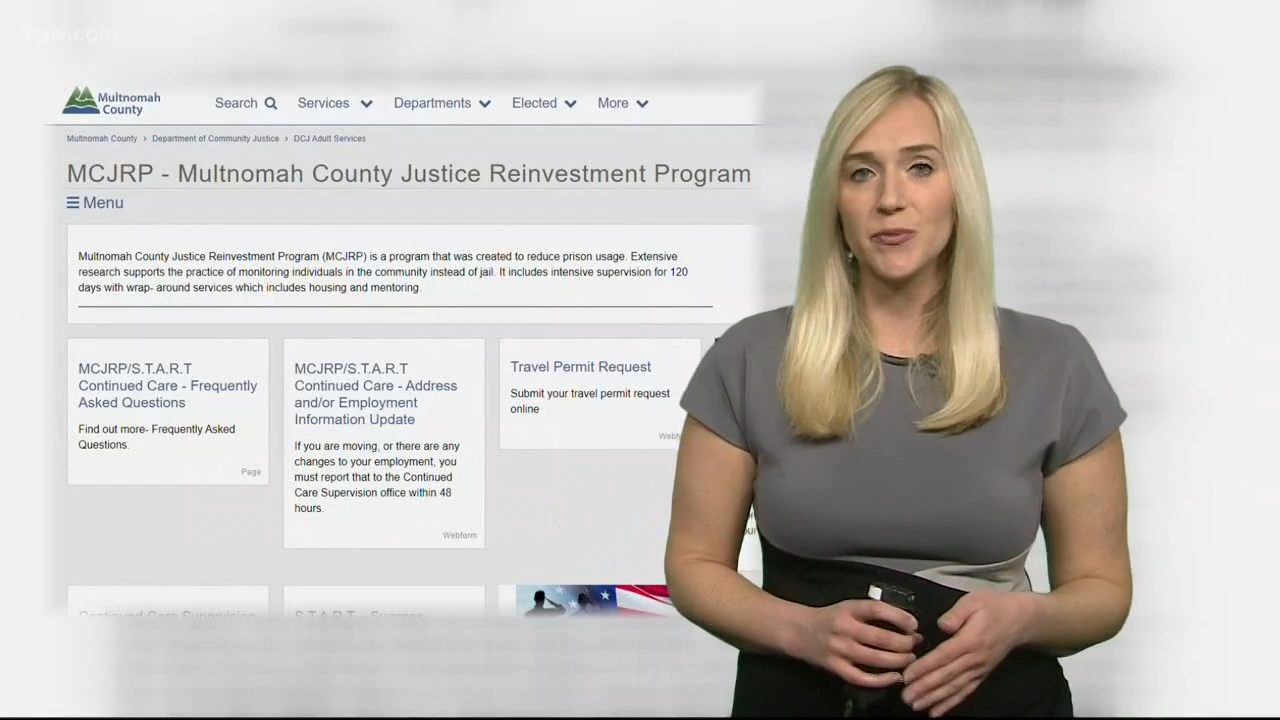 kgw.com
Multnomah
County
Search Services Departments Elected More
Multnomah County > Department of Community Justice > DCJ Adult Services
MCJRP - Multnomah County Justice Reinvestment Program
Menu
Multnomah County Justice Reinvestment Program (MCJRP) is a program that was created to reduce prison usage. Extensive
research supports the practice of monitoring individuals in the community instead of jail. It includes intensive supervision for 120
days with wrap- around services which includes housing and mentoring.
MCJRP/S.T.A.R.T
Continued Care - Frequently
Asked Questions
Find out more- Frequently Asked
Questions.
Page
MCJRP/S.T.A.R.T
Continued Care - Address
and/or Employment
Information Update
If you are moving, or there are any
changes to your employment, you
must report that to the Continued
Care Supervision office within 48
hours.
Webform
Travel Permit Request
Submit your travel permit request
online
Continued Care Supervision
S.T.A.R.T - Success